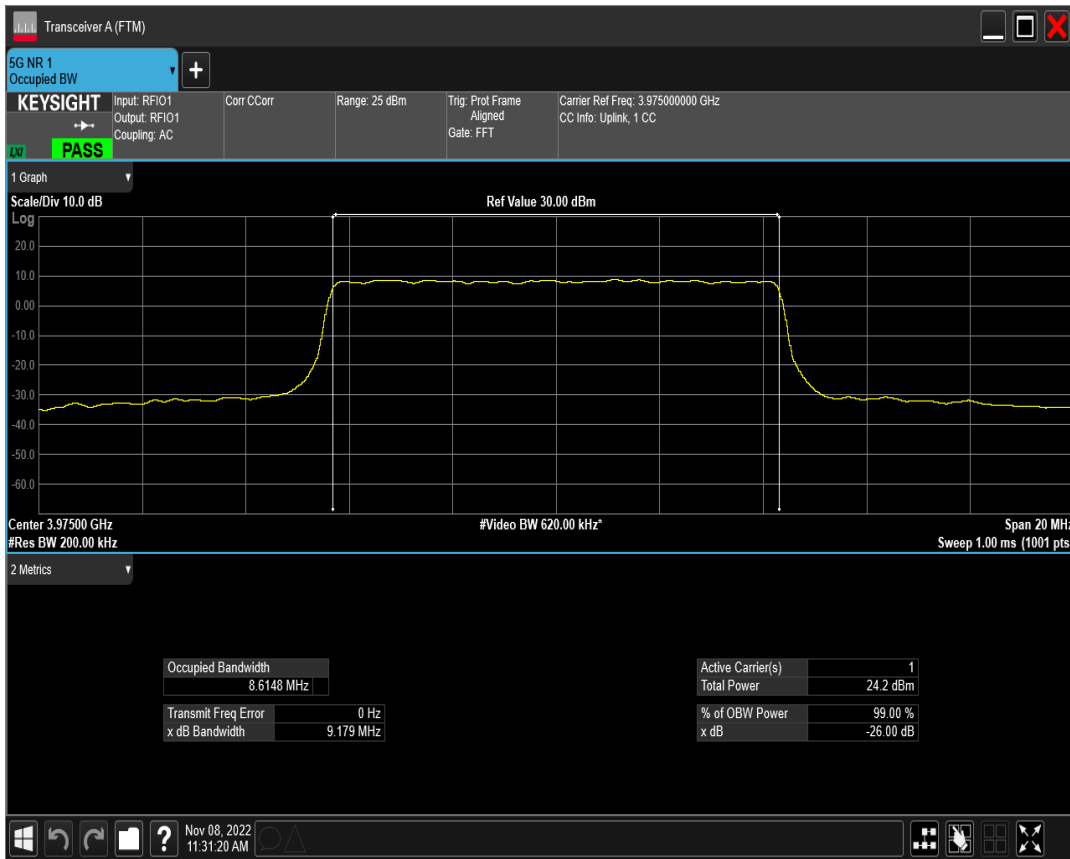 Transceiver A (FTM)
5G NR 1
Occupied BW
+
KEYSIGHT
LXI
PASS
Input: RFIO1
Output: RFIO1
Coupling: AC
Corr CCorr
Range: 25 dBm
Trig: Prot Frame
Aligned
Gate: FFT
Carrier Ref Freq: 3.975000000 GHz
CC Info: Uplink, 1 CC
1 Graph
Scale/Div 10.0 dB
Ref Value 30.00 dBm
Log
20.0
10.0
0.00
-10.0
-20.0
-30.0
-40.0
-50.0
-60.0
Center 3.97500 GHz
#Video BW 620.00 kHz*
Span 20 MHz
#Res BW 200.00 kHz
Sweep 1.00 ms (1001 pts
2 Metrics
Occupied Bandwidth
8.6148 MHz
Transmit Freq Error 0 Hz
x dB Bandwidth 9.179 MHz
Active Carrier(s) 1
Total Power 24.2 dBm
% of OBW Power 99.00 %
x dB -26.00 dB
?
Nov 08, 2022
11:31:20 AM